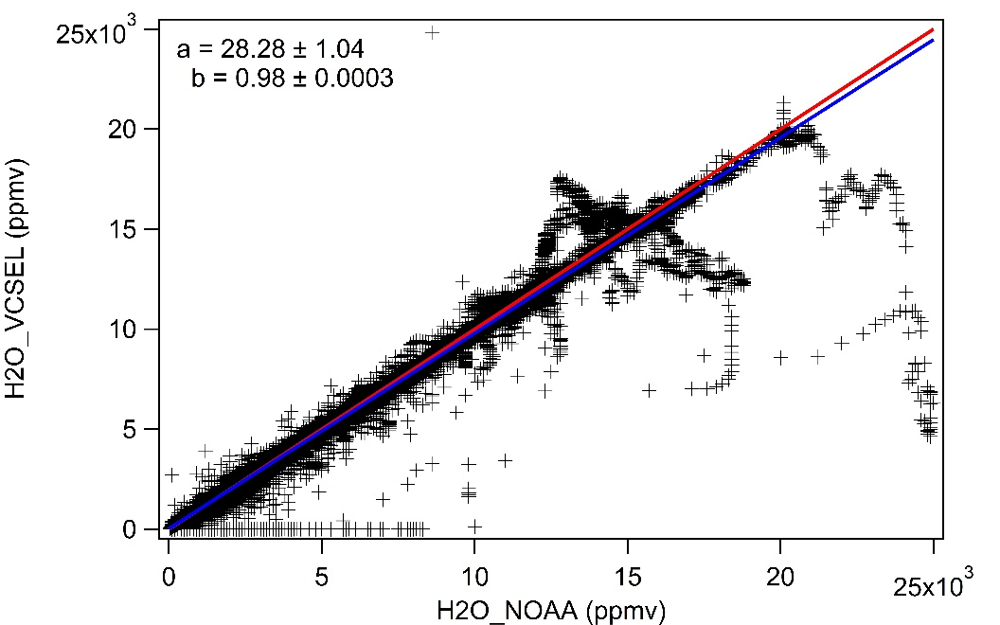 25x10³
a = 28.28 ± 1.04
b = 0.98 ± 0.0003
20
15
10
5
0
H2O_VCSEL (ppmv)
0 5 10 15 20 25x10³
H2O_NOAA (ppmv)